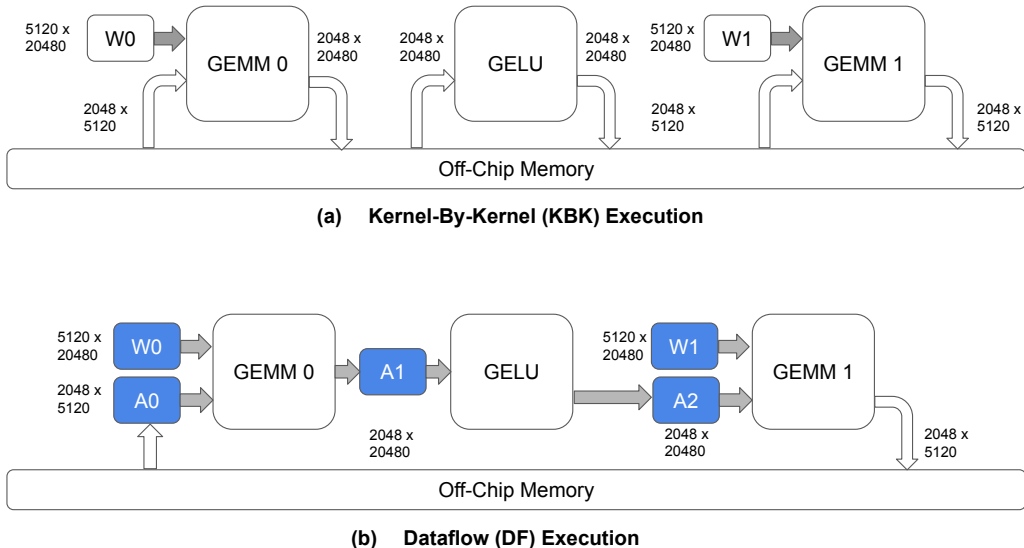 5120 x
20480
W0
GEMM 0
2048 x
5120
2048 x
20480
2048 x
20480
GELU
2048 x
20480
5120 x
20480
W1
GEMM 1
2048 x
5120
2048 x
5120
Off-Chip Memory
(a) Kernel-By-Kernel (KBK) Execution
5120 x
20480
W0
2048 x
5120
A0
GEMM 0
A1
GELU
2048 x
20480
5120 x
20480
W1
A2
2048 x
20480
GEMM 1
2048 x
5120
Off-Chip Memory
(b) Dataflow (DF) Execution